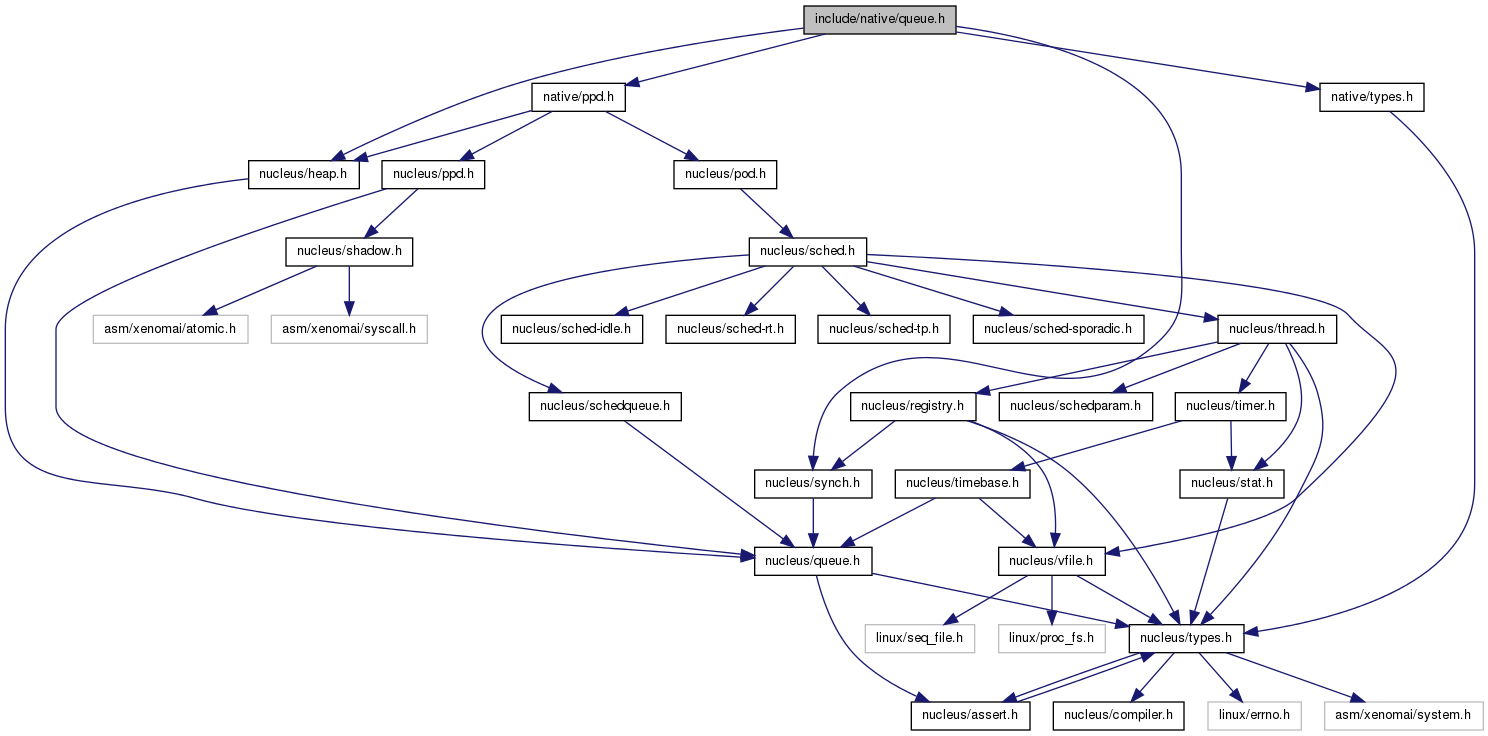 include/native/queue.h
native/ppd.h
native/types.h
nucleus/heap.h
nucleus/ppd.h
nucleus/pod.h
nucleus/shadow.h
nucleus/sched.h
asm/xenomai/atomic.h
asm/xenomai/syscall.h
nucleus/sched-idle.h
nucleus/sched-rt.h
nucleus/sched-tp.h
nucleus/sched-sporadic.h
nucleus/thread.h
nucleus/schedqueue.h
nucleus/registry.h
nucleus/schedparam.h
nucleus/timer.h
nucleus/synch.h
nucleus/timebase.h
nucleus/stat.h
nucleus/queue.h
nucleus/vfile.h
linux/seq_file.h
linux/proc_fs.h
nucleus/types.h
nucleus/assert.h
nucleus/compiler.h
linux/errno.h
asm/xenomai/system.h